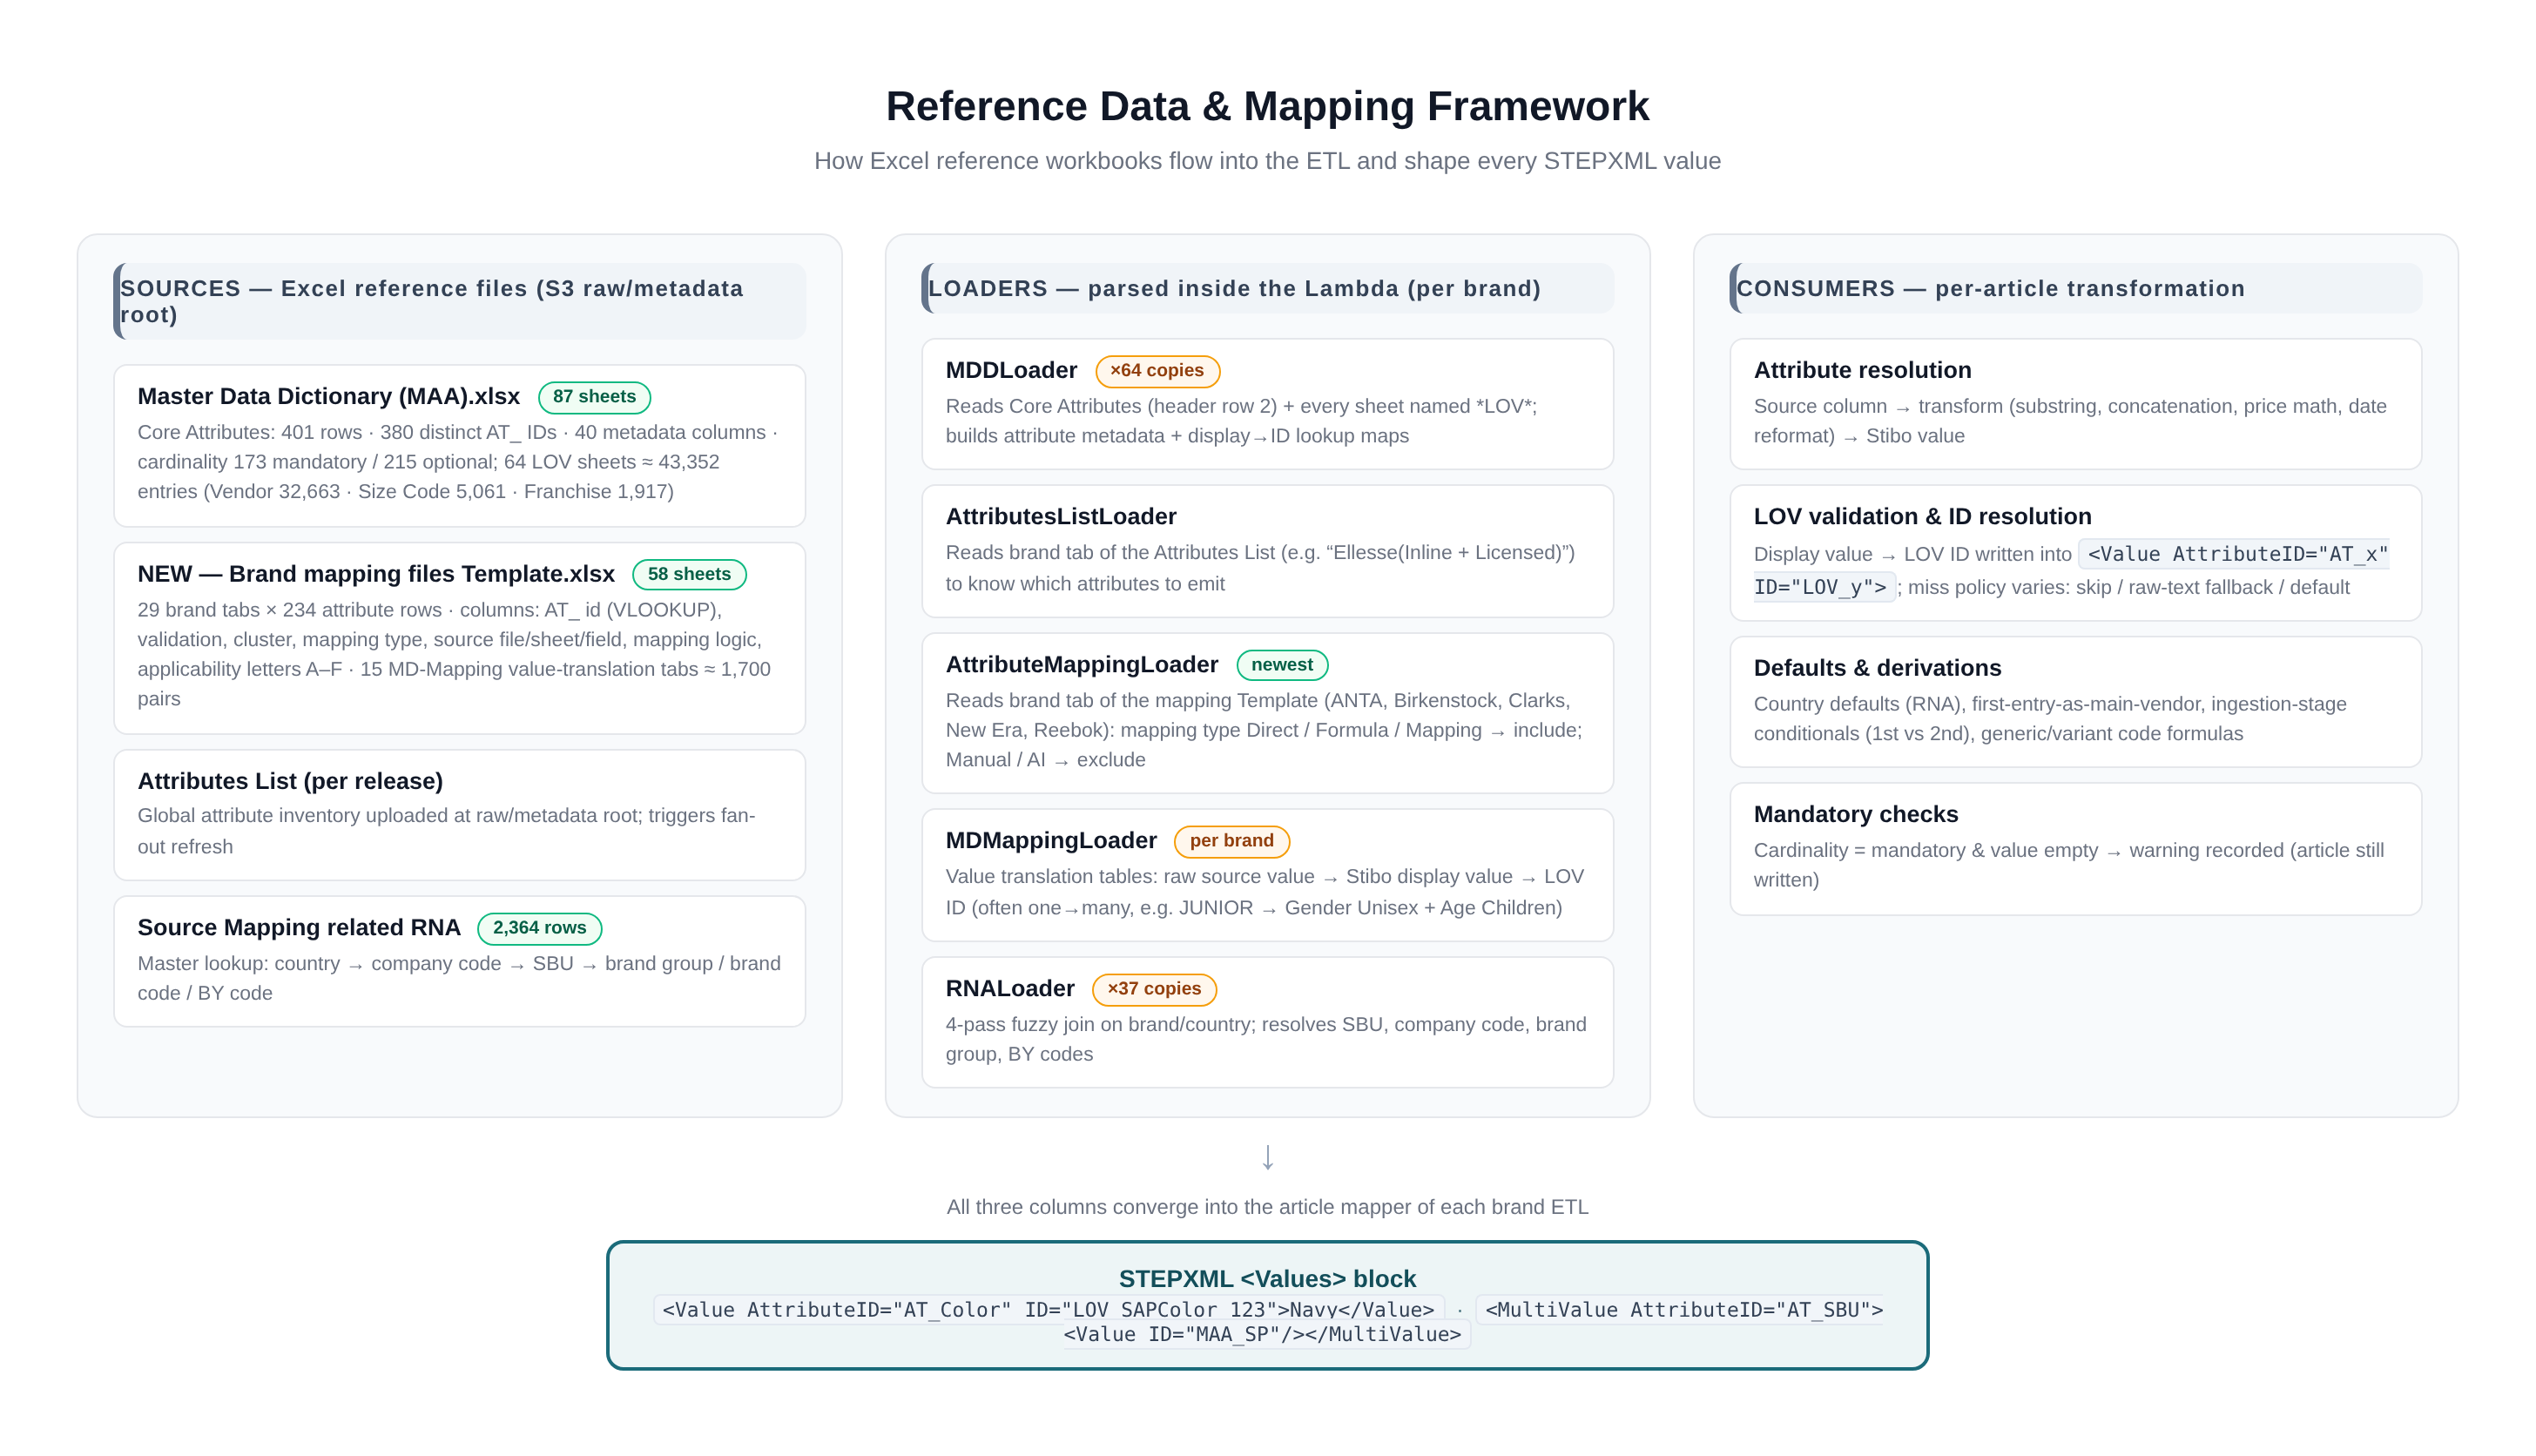 Reference Data & Mapping Framework
How Excel reference workbooks flow into the ETL and shape every STEPXML value
SOURCES — Excel reference files (S3 raw/metadata
root)
Master Data Dictionary (MAA).xlsx 87 sheets
Core Attributes: 401 rows · 380 distinct AT_ IDs · 40 metadata columns ·
cardinality 173 mandatory / 215 optional; 64 LOV sheets ≈ 43,352
entries (Vendor 32,663 · Size Code 5,061 · Franchise 1,917)
NEW — Brand mapping files Template.xlsx 58 sheets
29 brand tabs × 234 attribute rows · columns: AT_ id (VLOOKUP),
validation, cluster, mapping type, source file/sheet/field, mapping logic,
applicability letters A–F · 15 MD-Mapping value-translation tabs ≈ 1,700
pairs
Attributes List (per release)
Global attribute inventory uploaded at raw/metadata root; triggers fan-
out refresh
Source Mapping related RNA 2,364 rows
Master lookup: country → company code → SBU → brand group / brand
code / BY code
LOADERS — parsed inside the Lambda (per brand)
MDDLoader ×64 copies
Reads Core Attributes (header row 2) + every sheet named *LOV*;
builds attribute metadata + display→ID lookup maps
AttributesListLoader
Reads brand tab of the Attributes List (e.g. “Ellesse(Inline + Licensed)”)
to know which attributes to emit
AttributeMappingLoader newest
Reads brand tab of the mapping Template (ANTA, Birkenstock, Clarks,
New Era, Reebok): mapping type Direct / Formula / Mapping → include;
Manual / AI → exclude
MDMappingLoader per brand
Value translation tables: raw source value → Stibo display value → LOV
ID (often one→many, e.g. JUNIOR → Gender Unisex + Age Children)
RNALoader ×37 copies
4-pass fuzzy join on brand/country; resolves SBU, company code, brand
group, BY codes
CONSUMERS — per-article transformation
Attribute resolution
Source column → transform (substring, concatenation, price math, date
reformat) → Stibo value
LOV validation & ID resolution
Display value → LOV ID written into <Value AttributeID="AT_x"
ID="LOV_y"> ; miss policy varies: skip / raw-text fallback / default
Defaults & derivations
Country defaults (RNA), first-entry-as-main-vendor, ingestion-stage
conditionals (1st vs 2nd), generic/variant code formulas
Mandatory checks
Cardinality = mandatory & value empty → warning recorded (article still
written)
↓
All three columns converge into the article mapper of each brand ETL
STEPXML <Values> block
<Value AttributeID="AT_Color" ID="LOV_SAPColor_123">Navy</Value> · <MultiValue AttributeID="AT_SBU">
<Value ID="MAA_SP"/></MultiValue>